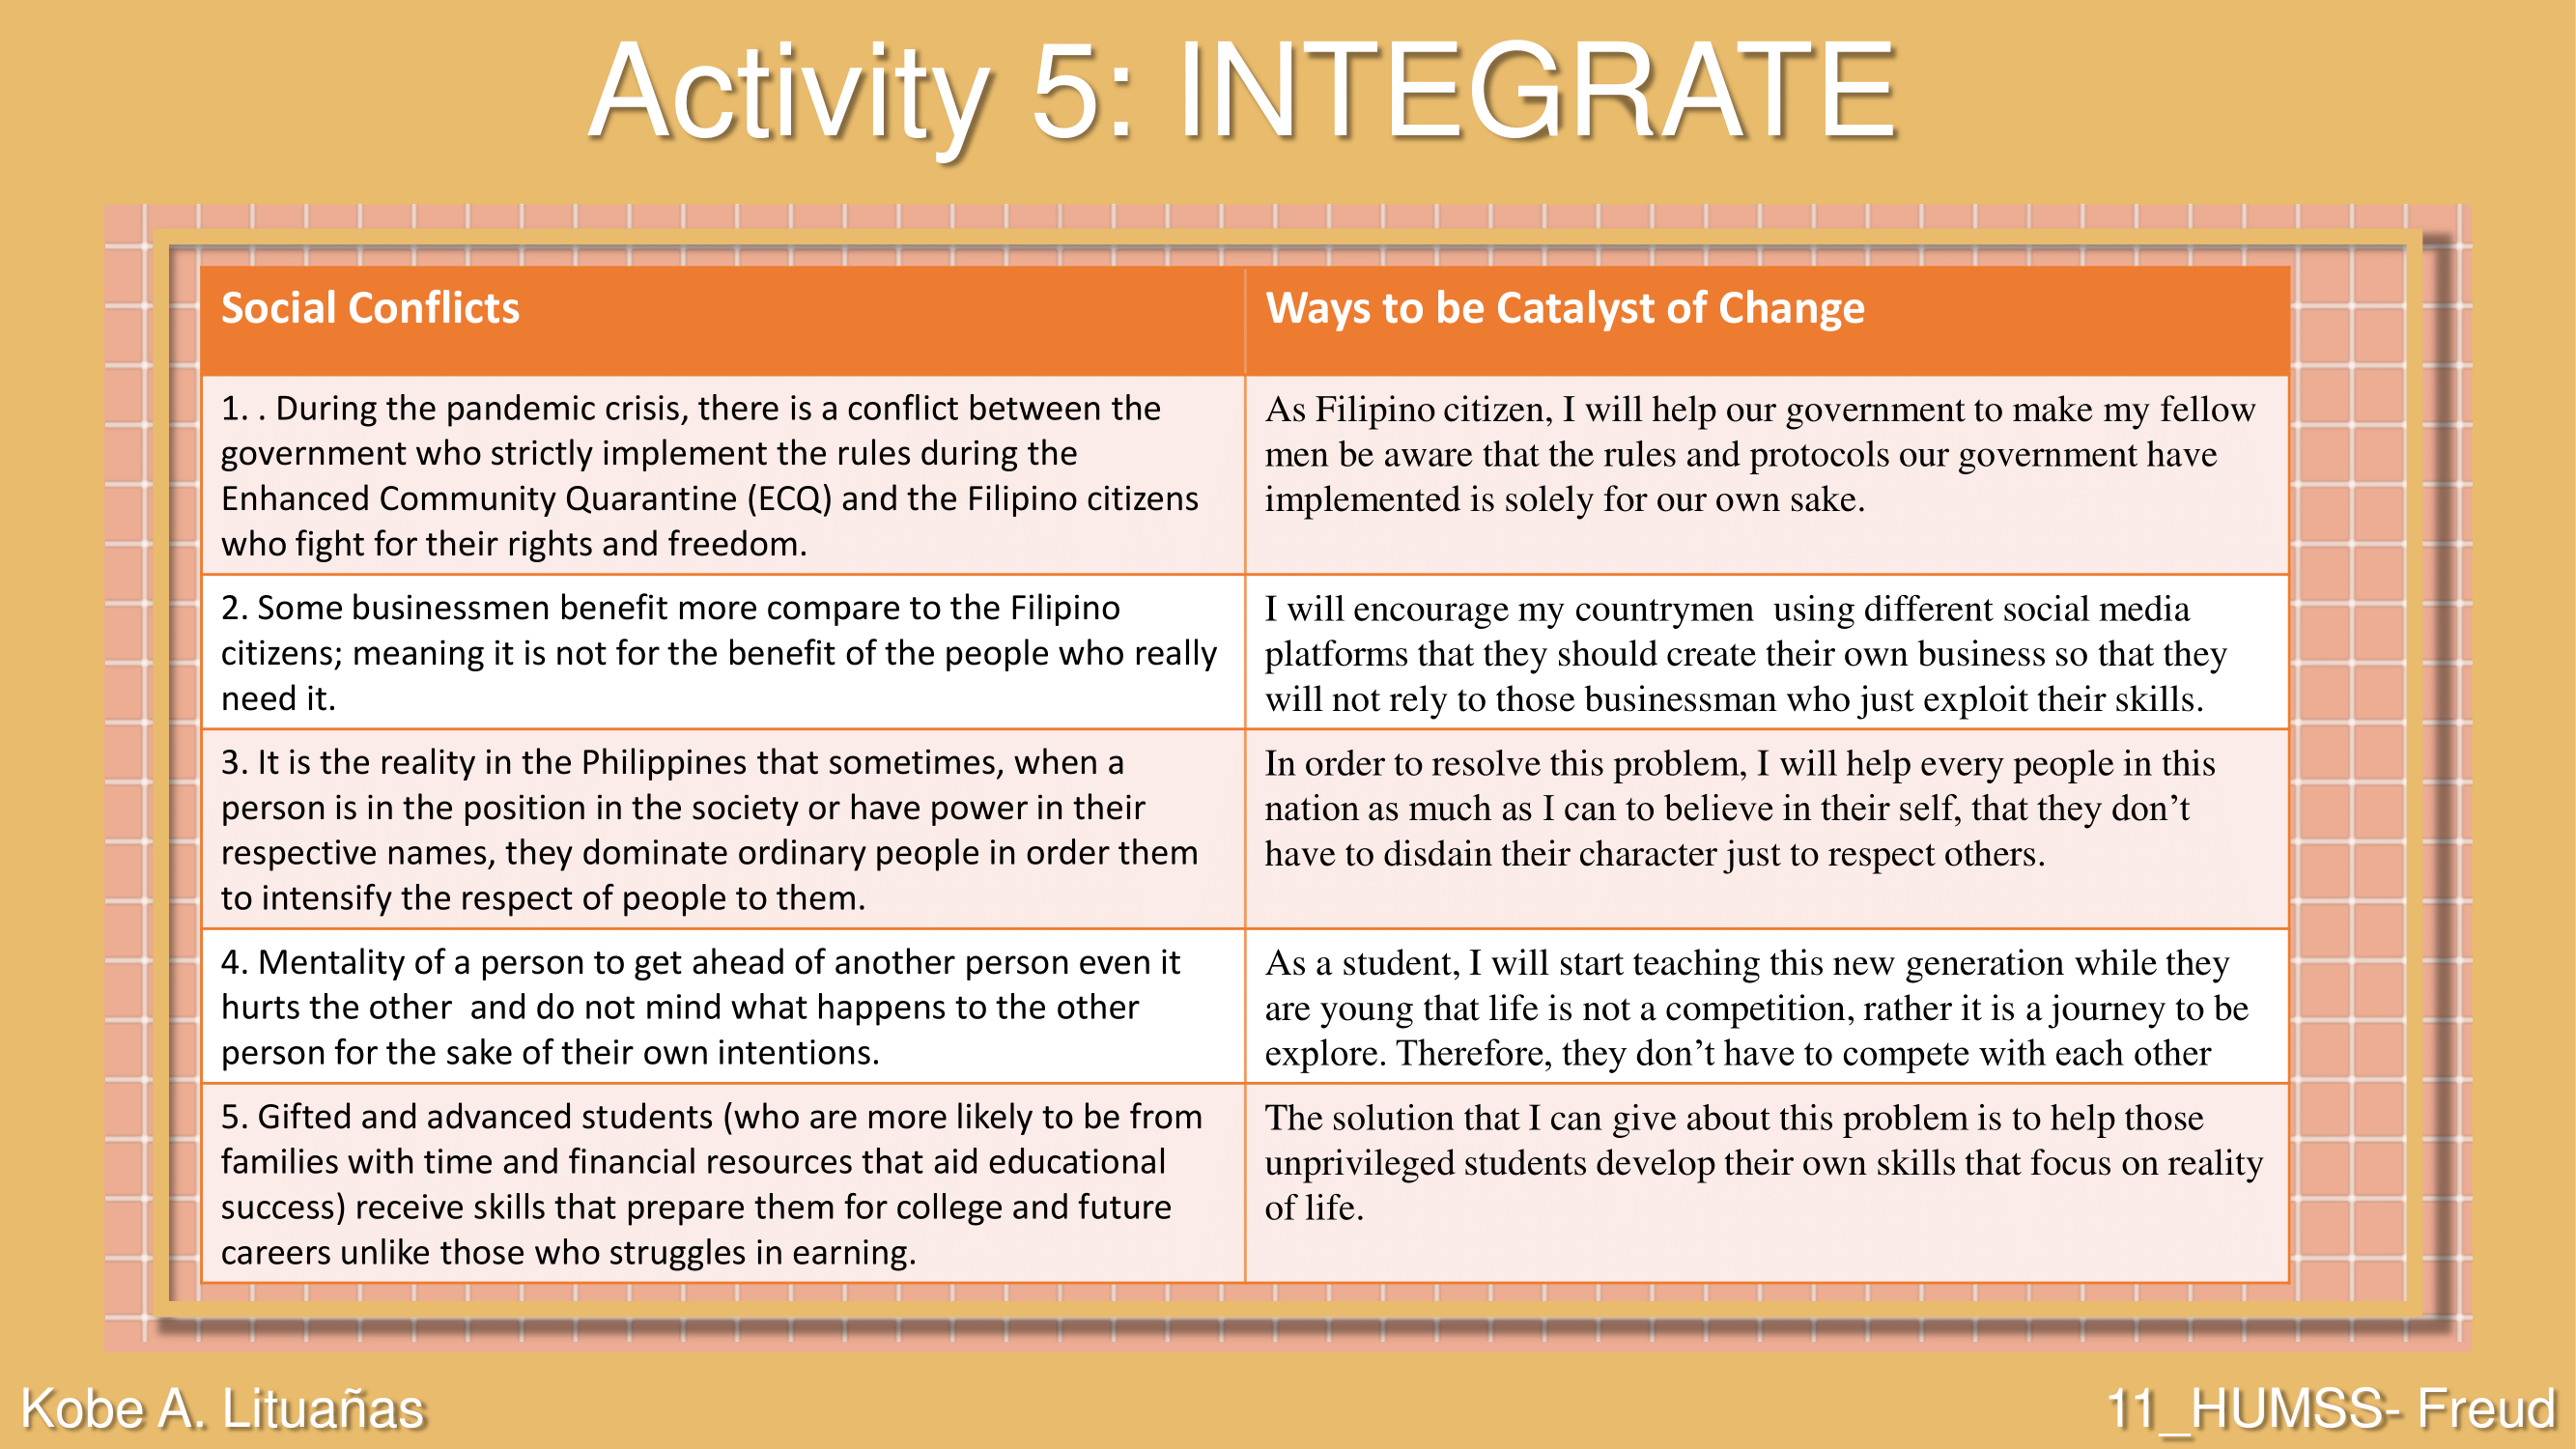 Activity 5: INTEGRATE
Social Conflicts
Ways to be Catalyst of Change
1. . During the pandemic crisis, there is a conflict between the
government who strictly implement the rules during the
Enhanced Community Quarantine (ECQ) and the Filipino citizens
who fight for their rights and freedom.
As Filipino citizen, I will help our government to make my fellow
men be aware that the rules and protocols our government have
implemented is solely for our own sake.
2. Some businessmen benefit more compare to the Filipino
citizens; meaning it is not for the benefit of the people who really
need it.
I will encourage my countrymen  using different social media
platforms that they should create their own business so that they
will not rely to those businessman who just exploit their skills.
3. It is the reality in the Philippines that sometimes, when a
person is in the position in the society or have power in their
respective names, they dominate ordinary people in order them
to intensify the respect of people to them.
In order to resolve this problem, I will help every people in this
nation as much as I can to believe in their self, that they don’t
have to disdain their character just to respect others.
4. Mentality of a person to get ahead of another person even it
hurts the other  and do not mind what happens to the other
person for the sake of their own intentions.
As a student, I will start teaching this new generation while they
are young that life is not a competition, rather it is a journey to be
explore. Therefore, they don’t have to compete with each other
5. Gifted and advanced students (who are more likely to be from
families with time and financial resources that aid educational
success) receive skills that prepare them for college and future
careers unlike those who struggles in earning.
The solution that I can give about this problem is to help those
unprivileged students develop their own skills that focus on reality
of life.
Kobe A. Lituañas
11_HUMSS- Freud